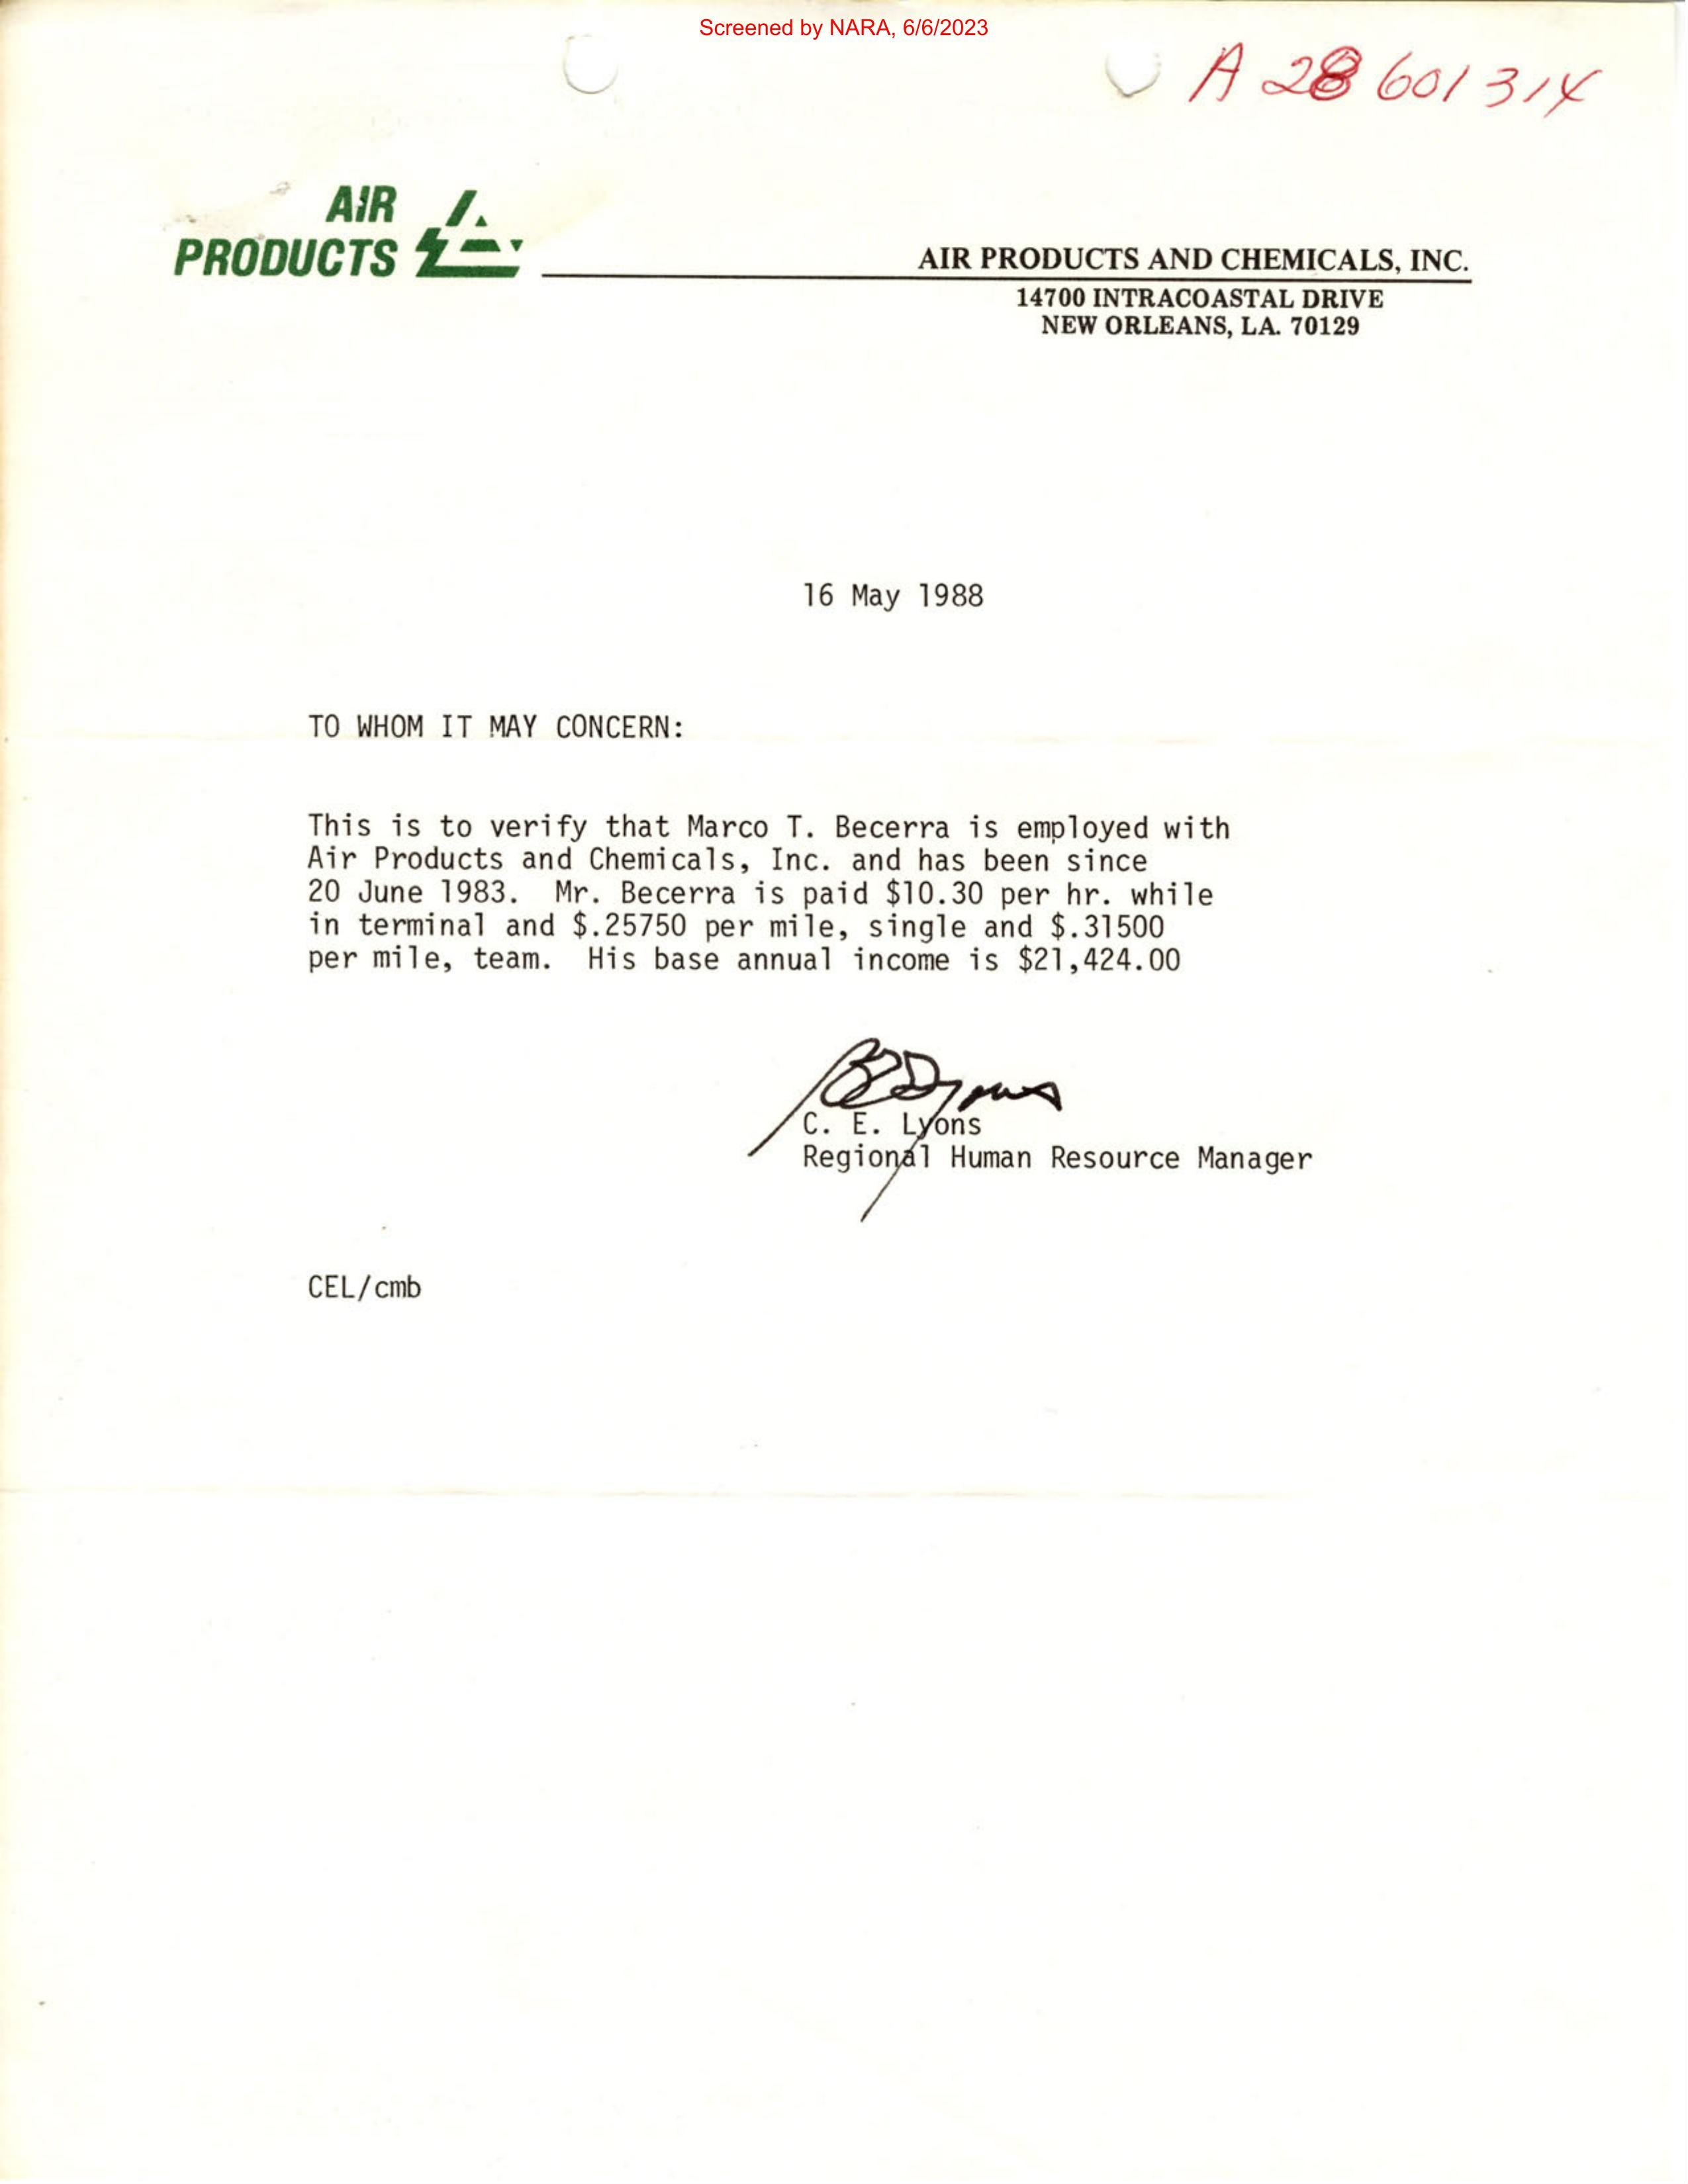 Screened by NARA, 6/6/2023
A 28 601 314
AIR
PRODUCTS
AIR PRODUCTS AND CHEMICALS, INC.
14700 INTRACOASTAL DRIVE
NEW ORLEANS, LA. 70129
16 May 1988
TO WHOM IT MAY CONCERN:
This is to verify that Marco T. Becerra is employed with
Air Products and Chemicals, Inc. and has been since
20 June 1983. Mr. Becerra is paid $10.30 per hr. while
in terminal and $.25750 per mile, single and $.31500
per mile, team. His base annual income is $21,424.00
C. E. Lyons
Regional Human Resource Manager
CEL/cmb